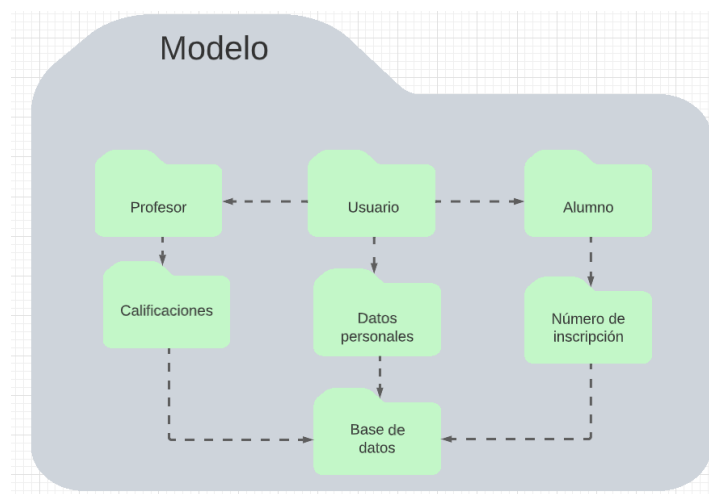 Modelo
Profesor
Usuario
Alumno
Calificaciones
Datos
personales
Número de
inscripción
Base de
datos